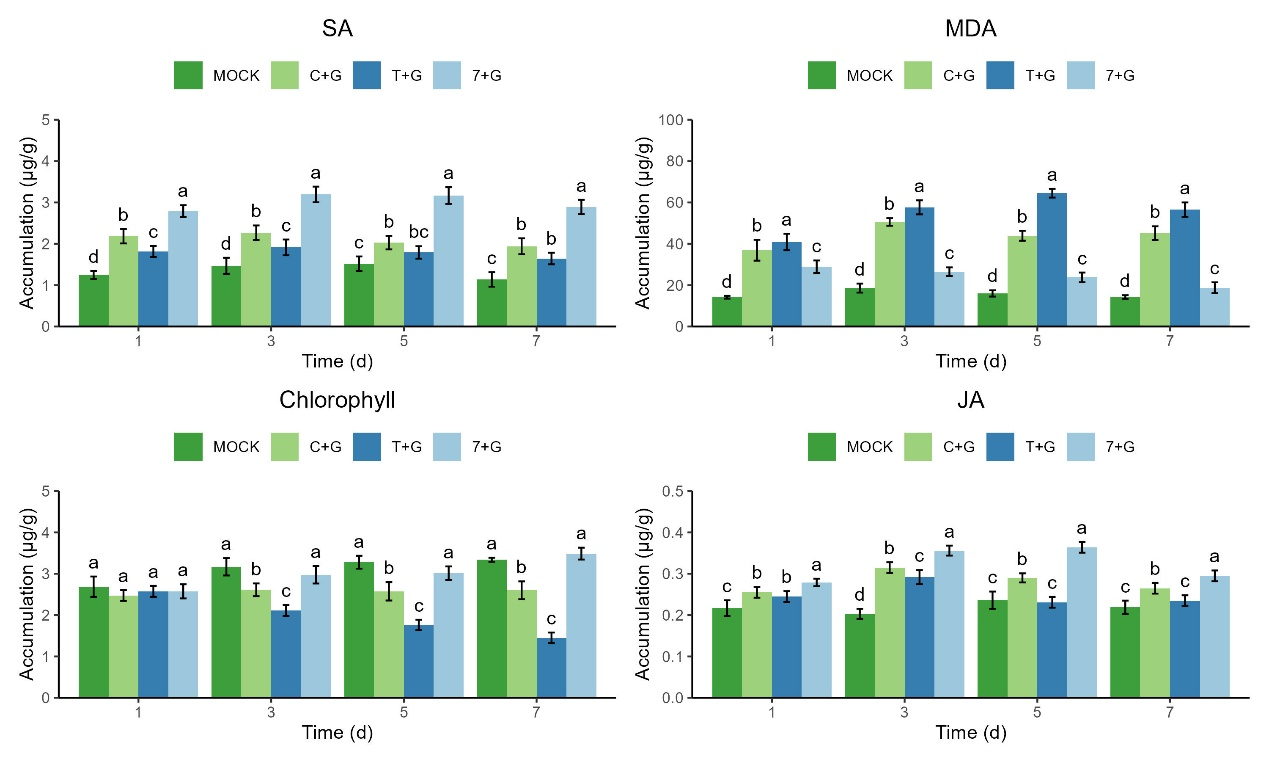 SA
MOCK C+G T+G 7+G
Accumulation (µg/g)
5
4
3
2
1
0
d b c a
d b c a
c b bc a
c b b a
1 3 5 7
Time (d)
MDA
MOCK C+G T+G 7+G
Accumulation (µg/g)
100
80
60
40
20
0
d b a c
d b a c
d b a c
d b a c
1 3 5 7
Time (d)
Chlorophyll
MOCK C+G T+G 7+G
Accumulation (µg/g)
5
4
3
2
1
0
a a a a
a b c a
a b c a
a b c a
1 3 5 7
Time (d)
JA
MOCK C+G T+G 7+G
Accumulation (µg/g)
0.5
0.4
0.3
0.2
0.1
0.0
c b b a
d b c a
c b c a
c b c a
1 3 5 7
Time (d)